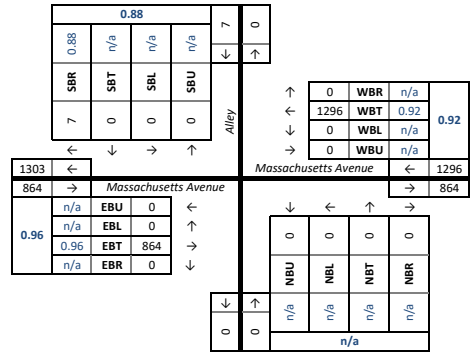 0.88
0.88 n/a n/a n/a
SBR SBT SBL SBU
7 0 0 0
← ↓ → ↑
7 0
↓ ↑
Alley
↑ 0 WBR n/a
← 1296 WBT 0.92
↓ 0 WBL n/a
→ 0 WBU n/a
0.92
1303 ← Massachusetts Avenue ← 1296
864 → Massachusetts Avenue → 864
0.96
n/a EBU 0 ←
n/a EBL 0 ↑
0.96 EBT 864 →
n/a EBR 0 ↓
↓ ← ↑ →
0 0 0 0
NBU NBL NBT NBR
n/a n/a n/a n/a
n/a
↓ ↑
0 0